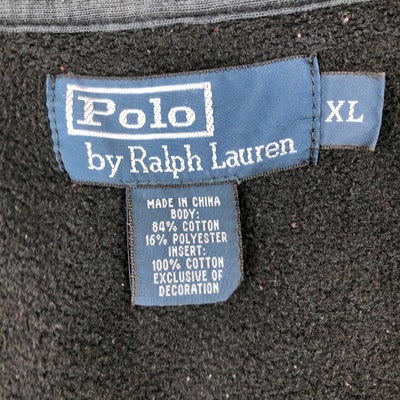 Polo
by Ralph Lauren
XL
MADE IN CHINA
BODY:
84% COTTON
16% POLYESTER
INSERT:
100% COTTON
EXCLUSIVE OF
DECORATION